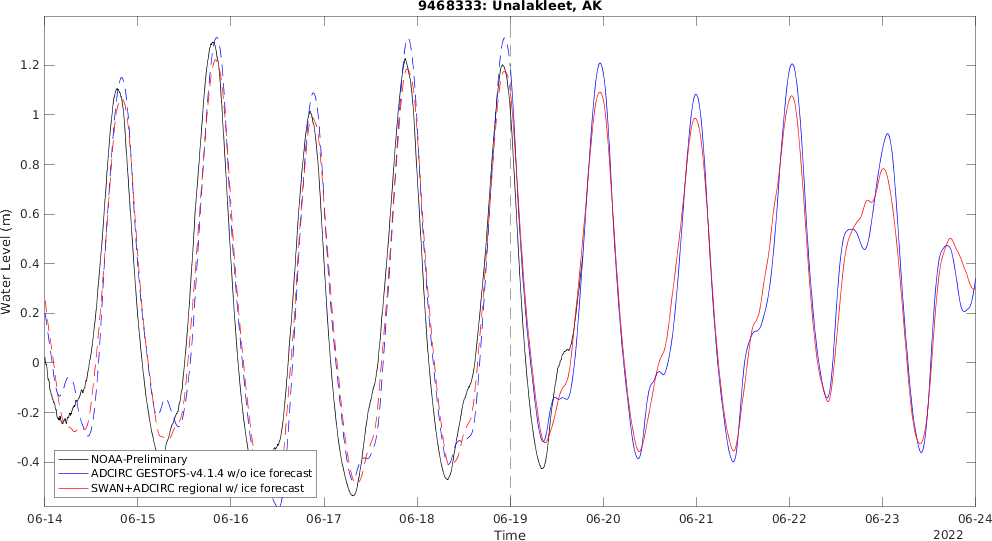 9468333: Unalakleet, AK
Water Level (m)
1.2
1
0.8
0.6
0.4
0.2
0
-0.2
-0.4
NOAA-Preliminary
ADCIRC GESTOFS-v4.1.4 w/o ice forecast
SWAN+ADCIRC regional w/ ice forecast
06-14 06-15 06-16 06-17 06-18 06-19 06-20 06-21 06-22 06-23 06-24
Time
2022